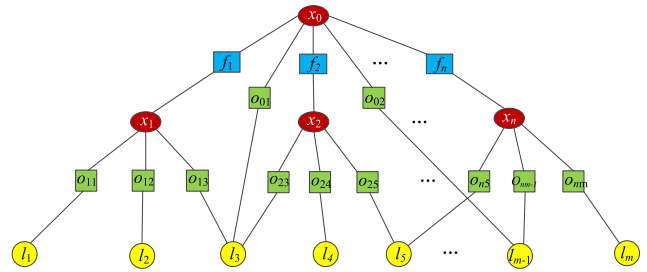 x₀
f₁ f₂ ... fₙ
o₀₁ o₀₂
x₁ x₂ ... xₙ
o₁₁ o₁₂ o₁₃ o₂₃ o₂₄ o₂₅ ... oₙ₅ oₙₘ₋₁ oₙₘ
l₁ l₂ l₃ l₄ l₅ ... lₘ₋₁ lₘ